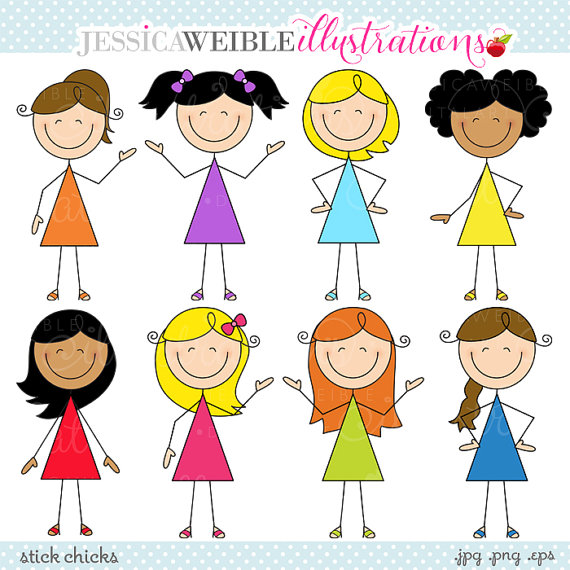 JESSICAWEIBLEillustrations
stick chicks
.jpg .png .eps